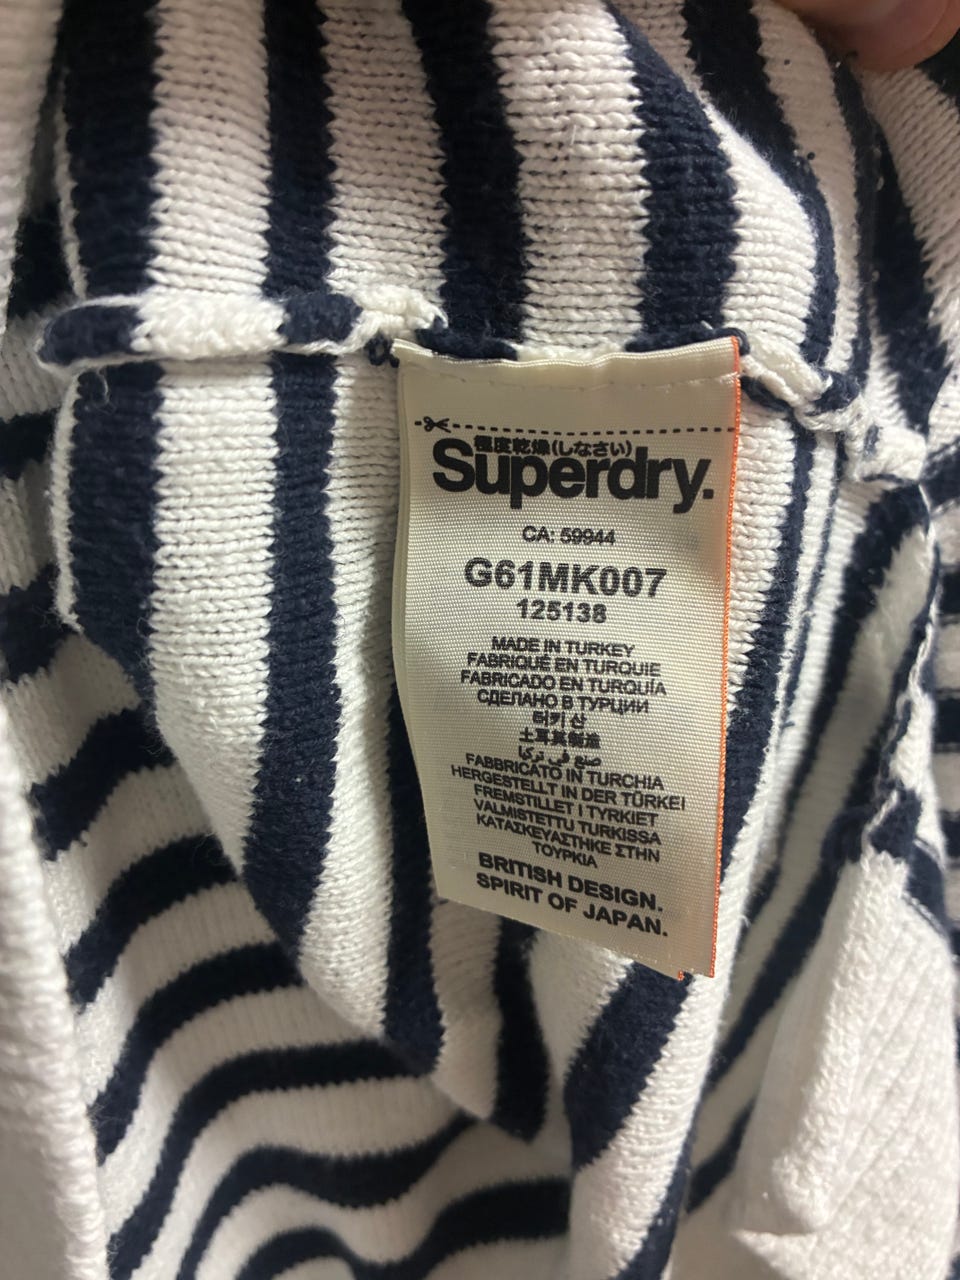 極度乾燥(しなさい)
Superdry.
CA: 59944
G61MK007
125138
MADE IN TURKEY
FABRIQUÉ EN TURQUIE
FABRICADO EN TURQUÍA
СДЕЛАНО В ТУРЦИИ
터키 산
土耳其製造
صنع في تركيا
FABBRICATO IN TURCHIA
HERGESTELLT IN DER TÜRKEI
FREMSTILLET I TYRKIET
VALMISTETTU TURKISSA
ΚΑΤΑΣΚΕΥΑΣΤΗΚΕ ΣΤΗΝ
ΤΟΥΡΚΙΑ
BRITISH DESIGN.
SPIRIT OF JAPAN.